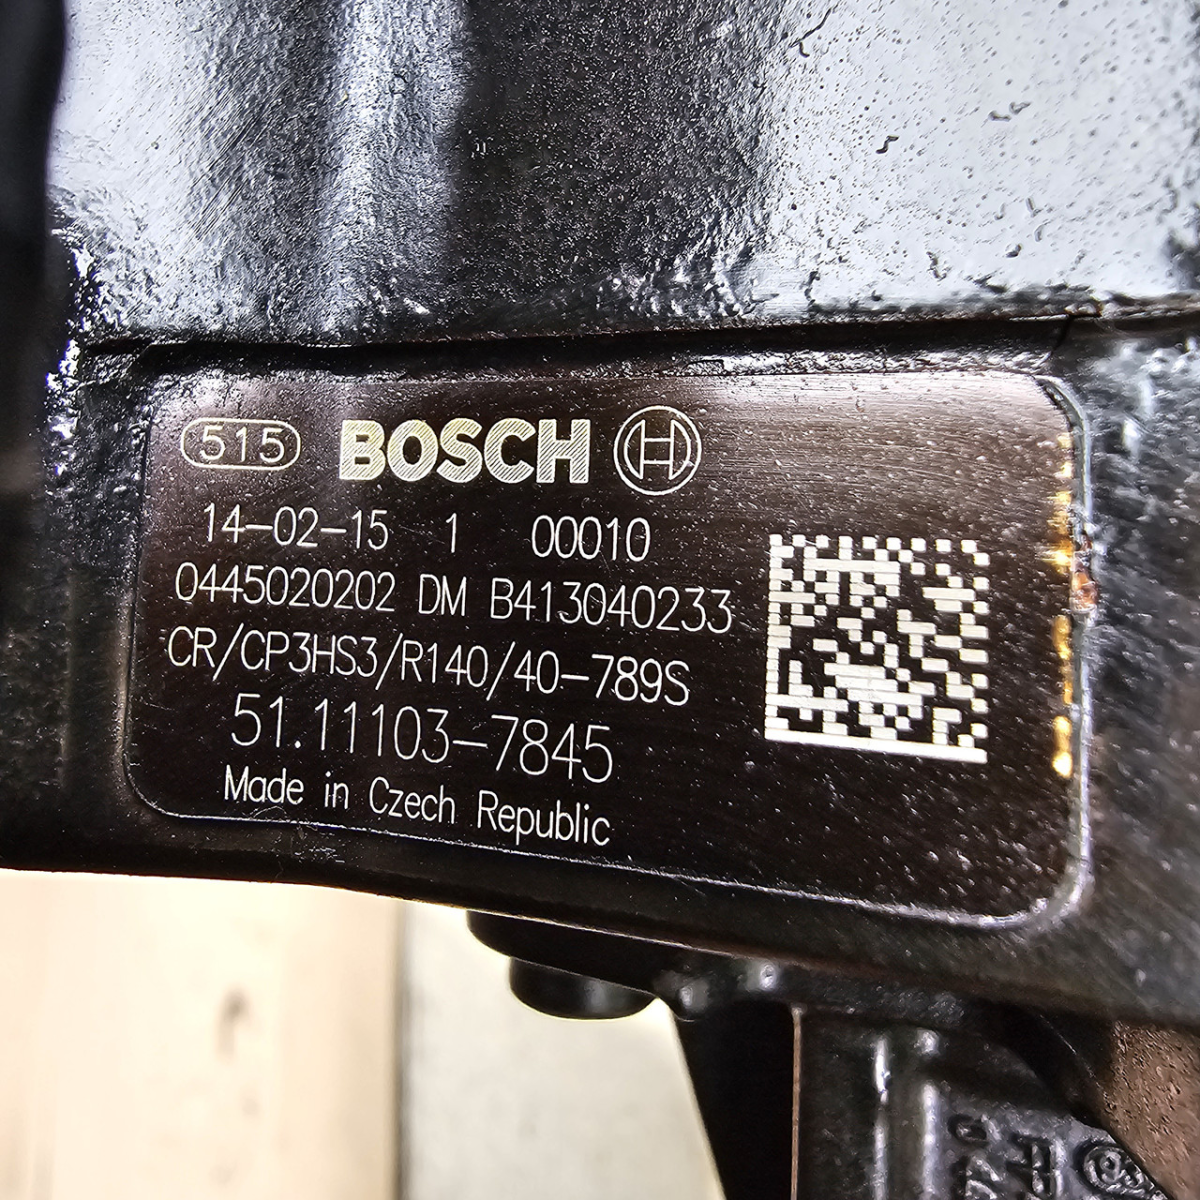 515 BOSCH
14-02-15 1 00010
0445020202 DM B413040233
CR/CP3HS3/R140/40-789S
51.11103-7845
Made in Czech Republic